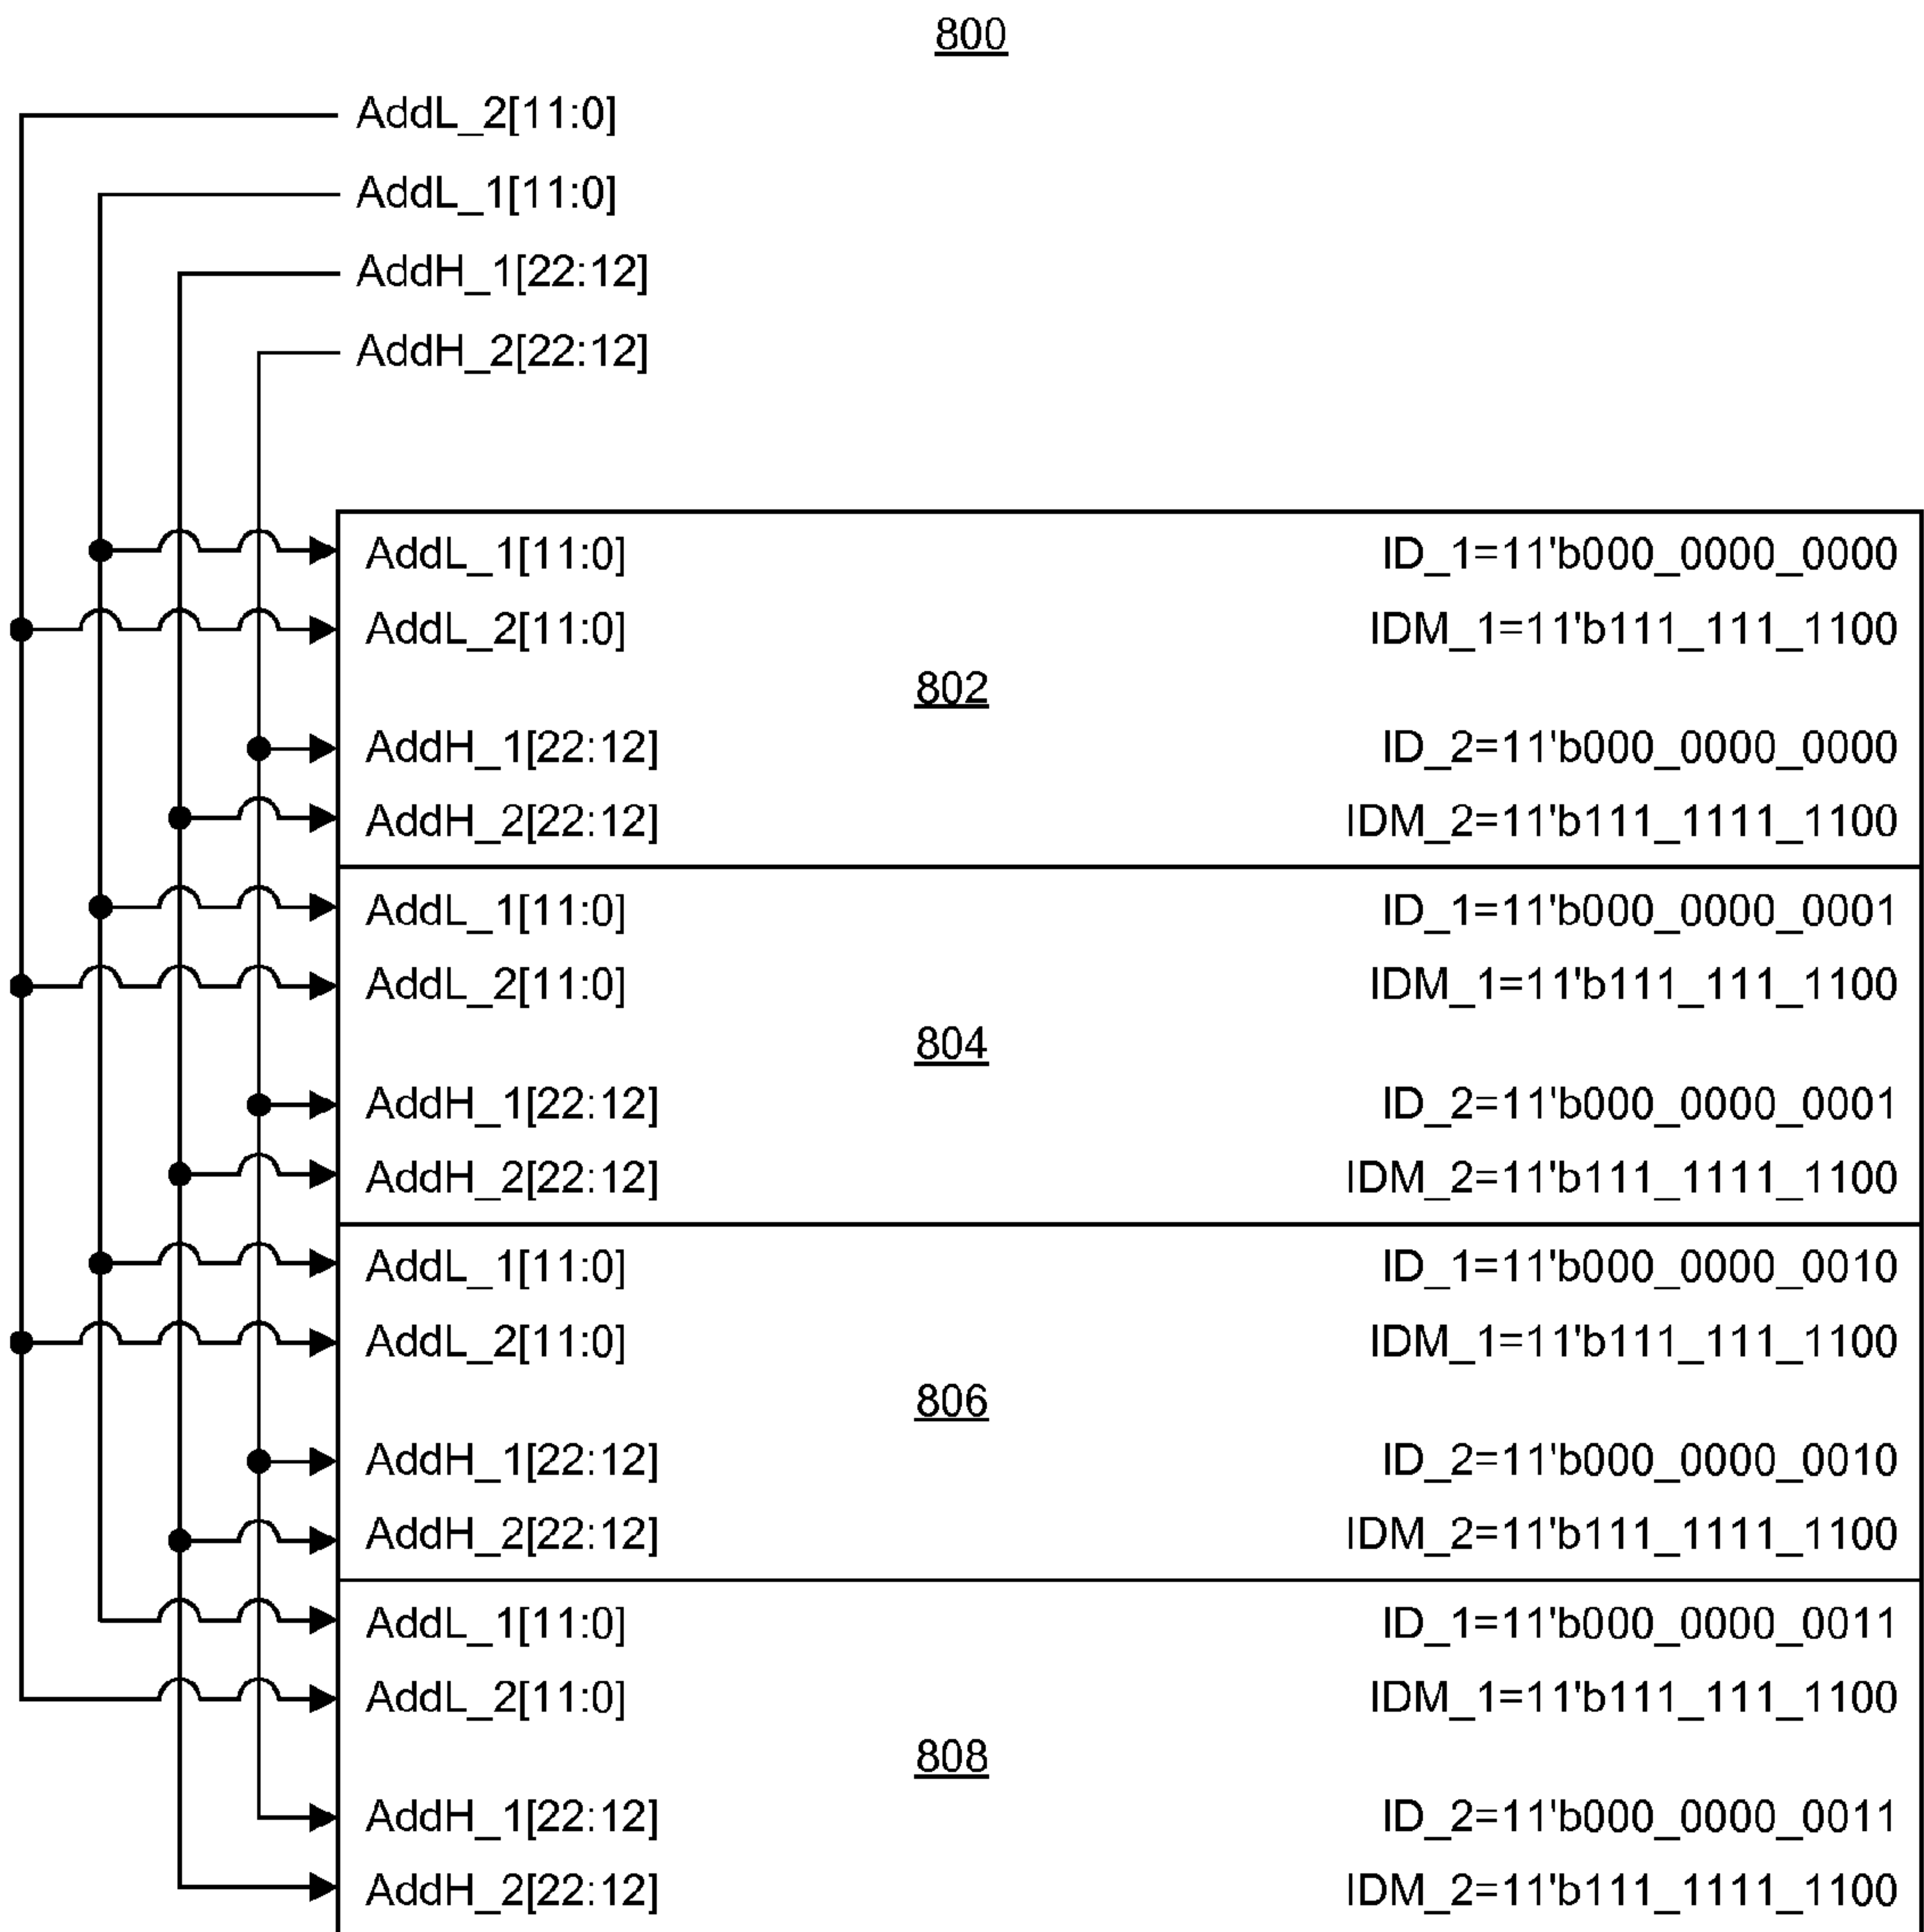 800
AddL_2[11:0]
AddL_1[11:0]
AddH_1[22:12]
AddH_2[22:12]
AddL_1[11:0] ID_1=11'b000_0000_0000
AddL_2[11:0] IDM_1=11'b111_111_1100
802
AddH_1[22:12] ID_2=11'b000_0000_0000
AddH_2[22:12] IDM_2=11'b111_1111_1100
AddL_1[11:0] ID_1=11'b000_0000_0001
AddL_2[11:0] IDM_1=11'b111_111_1100
804
AddH_1[22:12] ID_2=11'b000_0000_0001
AddH_2[22:12] IDM_2=11'b111_1111_1100
AddL_1[11:0] ID_1=11'b000_0000_0010
AddL_2[11:0] IDM_1=11'b111_111_1100
806
AddH_1[22:12] ID_2=11'b000_0000_0010
AddH_2[22:12] IDM_2=11'b111_1111_1100
AddL_1[11:0] ID_1=11'b000_0000_0011
AddL_2[11:0] IDM_1=11'b111_111_1100
808
AddH_1[22:12] ID_2=11'b000_0000_0011
AddH_2[22:12] IDM_2=11'b111_1111_1100